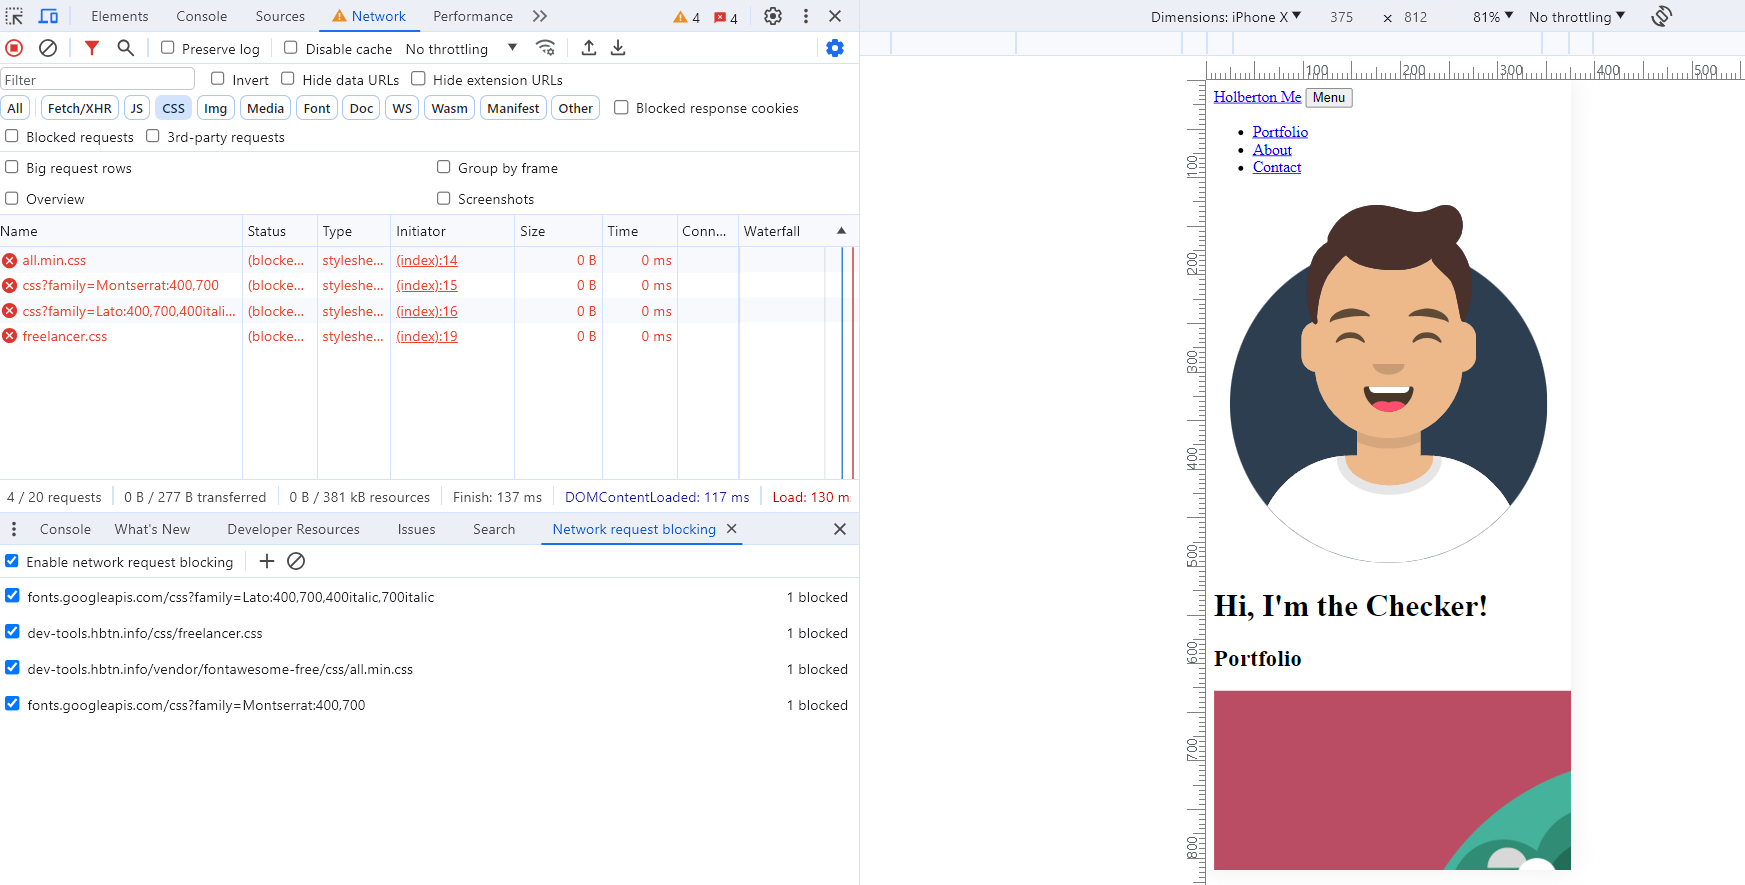 Elements Console Sources Network Performance 4 4
Preserve log Disable cache No throttling
Filter Invert Hide data URLs Hide extension URLs
All Fetch/XHR JS CSS Img Media Font Doc WS Wasm Manifest Other Blocked response cookies
Blocked requests 3rd-party requests
Big request rows Group by frame
Overview Screenshots
Name Status Type Initiator Size Time Conn... Waterfall
all.min.css (blocke... styleshe... (index):14 0 B 0 ms
css?family=Montserrat:400,700 (blocke... styleshe... (index):15 0 B 0 ms
css?family=Lato:400,700,400itali... (blocke... styleshe... (index):16 0 B 0 ms
freelancer.css (blocke... styleshe... (index):19 0 B 0 ms
4 / 20 requests 0 B / 277 B transferred 0 B / 381 kB resources Finish: 137 ms DOMContentLoaded: 117 ms Load: 130 m
Console What's New Developer Resources Issues Search Network request blocking
Enable network request blocking
fonts.googleapis.com/css?family=Lato:400,700,400italic,700italic 1 blocked
dev-tools.hbtn.info/css/freelancer.css 1 blocked
dev-tools.hbtn.info/vendor/fontawesome-free/css/all.min.css 1 blocked
fonts.googleapis.com/css?family=Montserrat:400,700 1 blocked
Dimensions: iPhone X 375 × 812 81% No throttling
100 200 300 400 500
100
200
300
400
500
600
700
800
Holberton Me Menu
Portfolio
About
Contact
Hi, I'm the Checker!
Portfolio